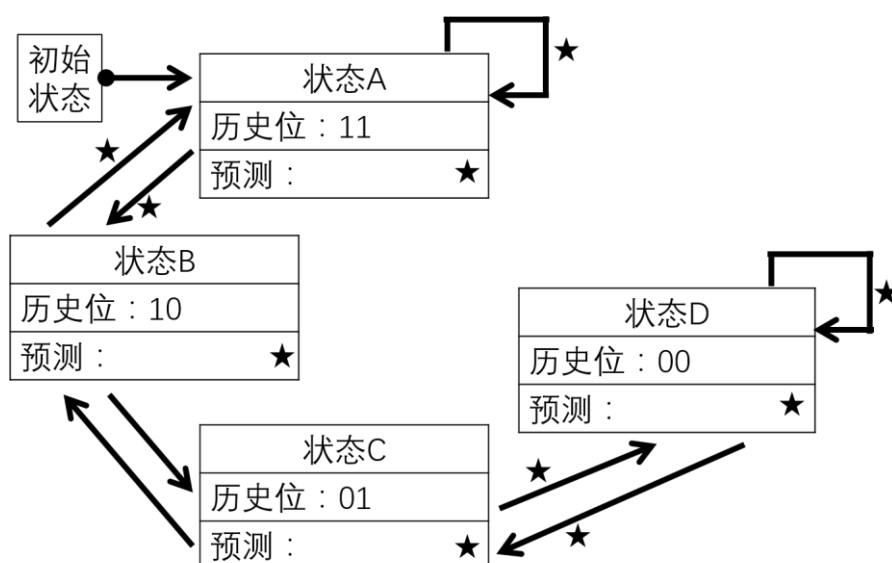 初始
状态
状态A
历史位：11
预测： ★
★
★
★
状态B
历史位：10
预测： ★
状态D
历史位：00
预测： ★
★
状态C
历史位：01
预测： ★
★
★